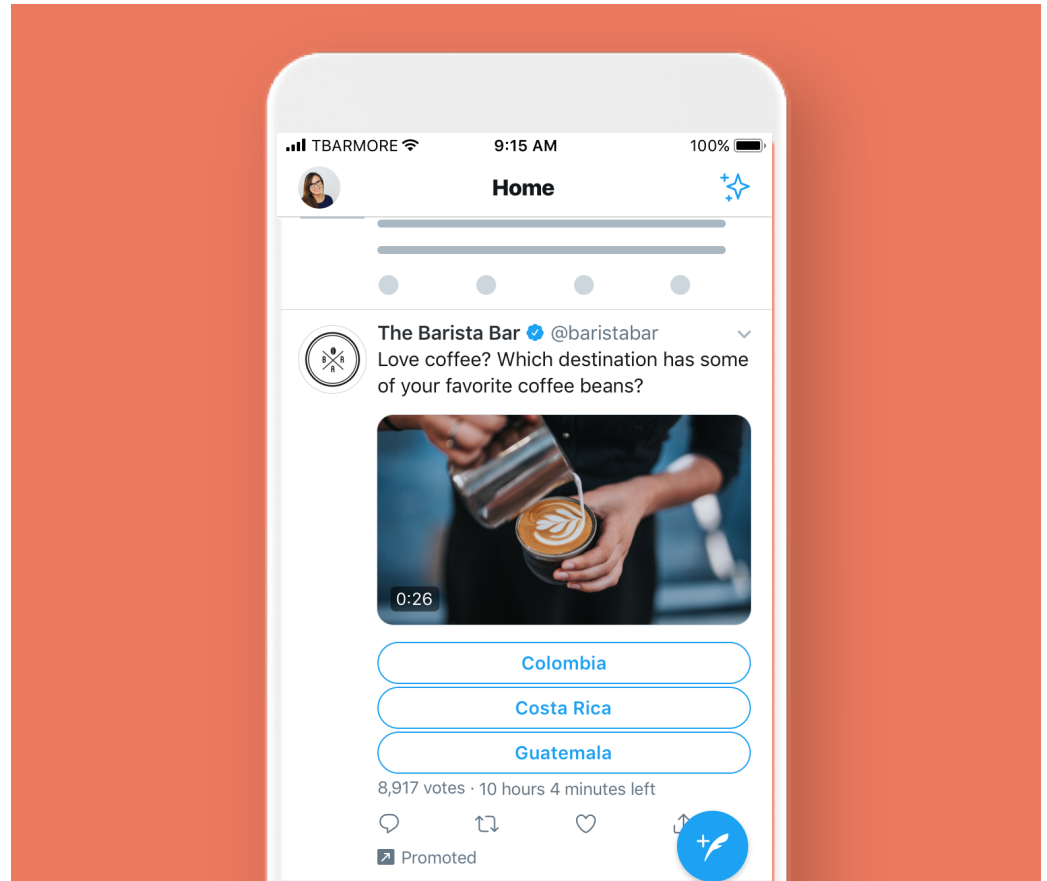 TBARMORE 9:15 AM 100%
Home
The Barista Bar @baristabar
Love coffee? Which destination has some
of your favorite coffee beans?
B R
A
0:26
Colombia
Costa Rica
Guatemala
8,917 votes · 10 hours 4 minutes left
Promoted